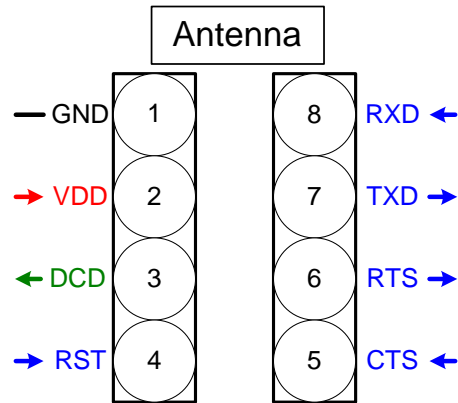 Antenna
GND 1 8 RXD
VDD 2 7 TXD
DCD 3 6 RTS
RST 4 5 CTS